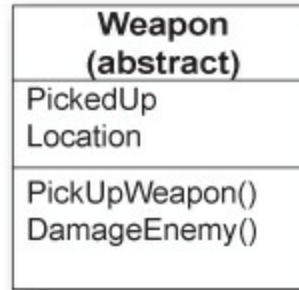 Weapon
(abstract)
PickedUp
Location
PickUpWeapon()
DamageEnemy()